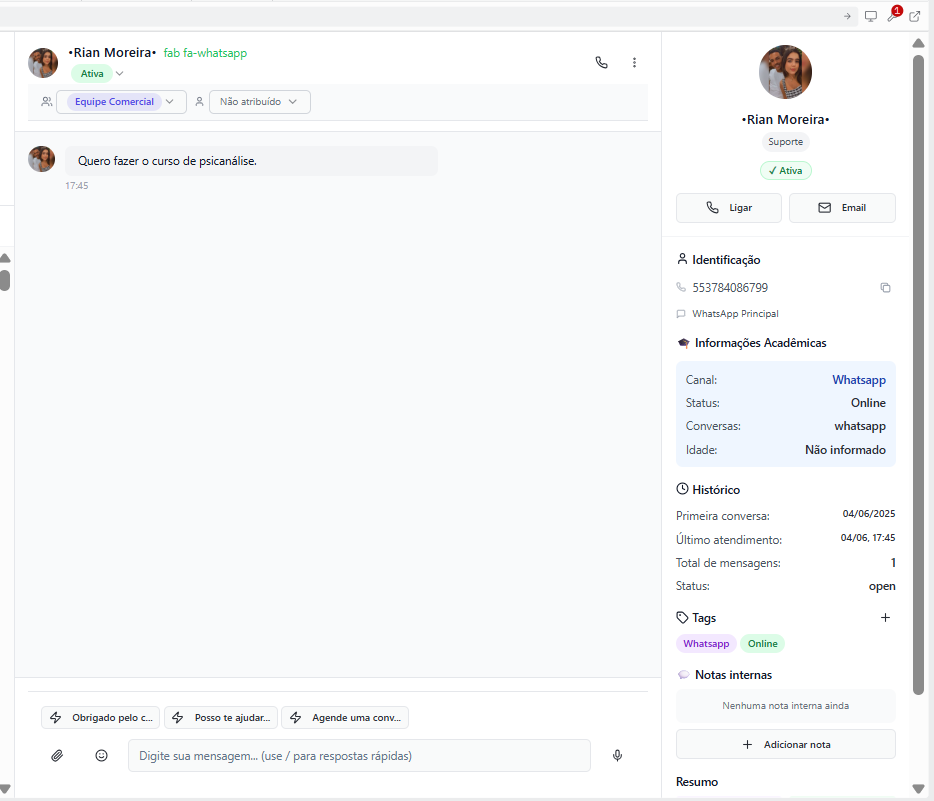 1
•Rian Moreira• fab fa-whatsapp
Ativa
Equipe Comercial
Não atribuído
Quero fazer o curso de psicanálise.
17:45
Obrigado pelo c...
Posso te ajudar...
Agende uma conv...
Digite sua mensagem... (use / para respostas rápidas)
•Rian Moreira•
Suporte
✓ Ativa
Ligar
Email
Identificação
553784086799
WhatsApp Principal
Informações Acadêmicas
Canal: Whatsapp
Status: Online
Conversas: whatsapp
Idade: Não informado
Histórico
Primeira conversa: 04/06/2025
Último atendimento: 04/06, 17:45
Total de mensagens: 1
Status: open
Tags
Whatsapp Online
Notas internas
Nenhuma nota interna ainda
Adicionar nota
Resumo